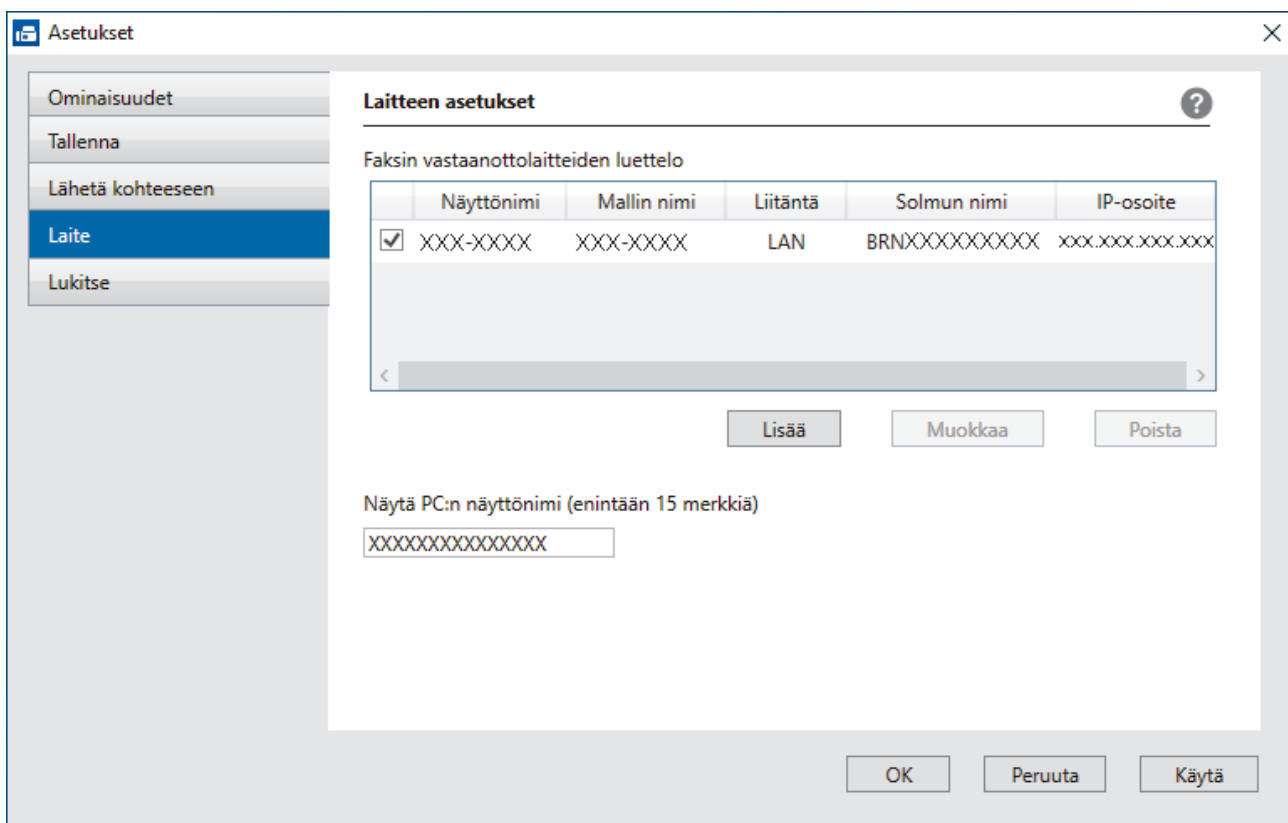 Asetukset
Ominaisuudet
Tallenna
Lähetä kohteeseen
Laite
Lukitse
Laitteen asetukset
?
Faksin vastaanottolaitteiden luettelo
Näyttönimi Mallin nimi Liitäntä Solmun nimi IP-osoite
XXX-XXXX XXX-XXXX LAN BRNXXXXXXXXX XXX.XXX.XXX.XXX
Lisää Muokkaa Poista
Näytä PC:n näyttönimi (enintään 15 merkkiä)
XXXXXXXXXXXXXXX
OK Peruuta Käytä